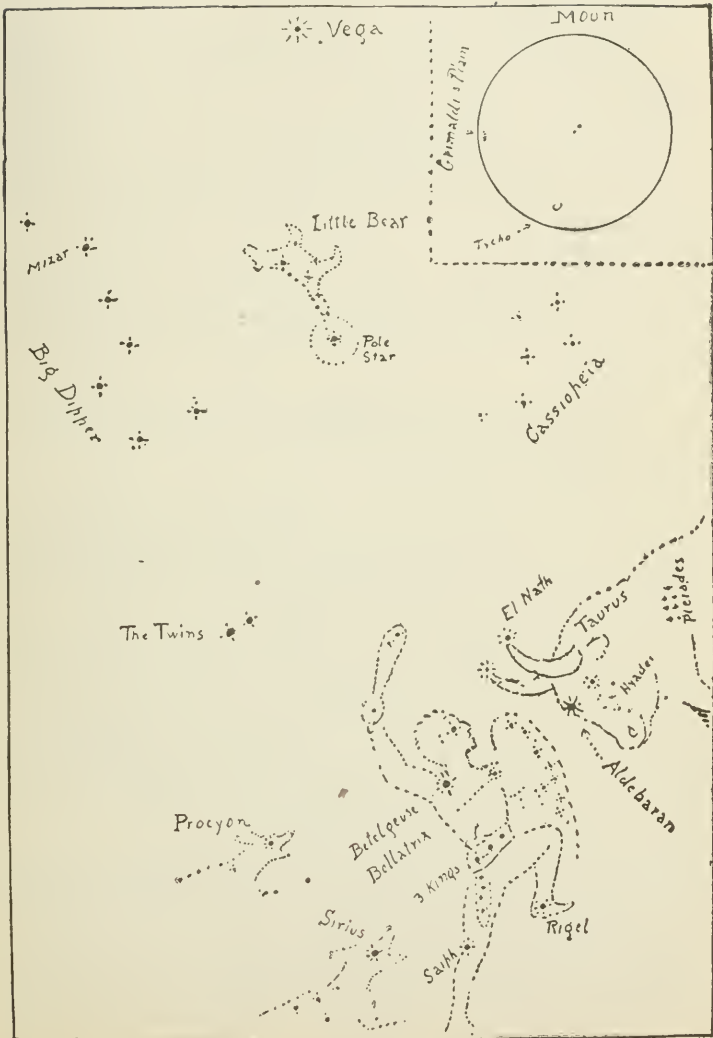 Vega
Moon
Grimaldi's Plain
Tycho
Little Bear
Mizar
Pole
Star
Big Dipper
Cassiopeia
El Nath
Taurus
Pleiades
The Twins
Hyades
Aldebaran
Procyon
Betelgeuse
Bellatrix
3 Kings
Sirius
Saiph
Rigel